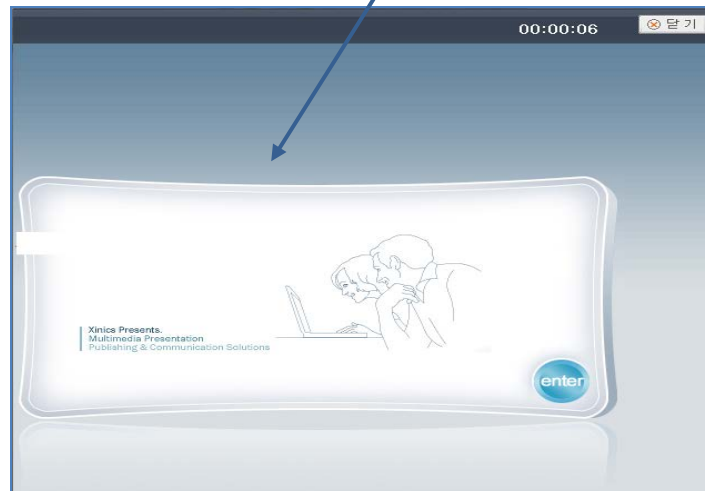 00:00:06 닫기
Xinics Presents.
Multimedia Presentation
Publishing & Communication Solutions
enter